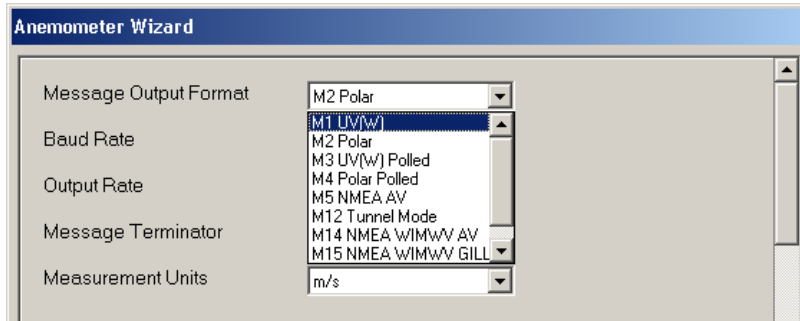 Anemometer Wizard
Message Output Format
M2 Polar
M1 UV(W)
Baud Rate
M2 Polar
M3 UV(W) Polled
Output Rate
M4 Polar Polled
M5 NMEA AV
M12 Tunnel Mode
Message Terminator
M14 NMEA WIMWV AV
M15 NMEA WIMWV GILL
Measurement Units
m/s